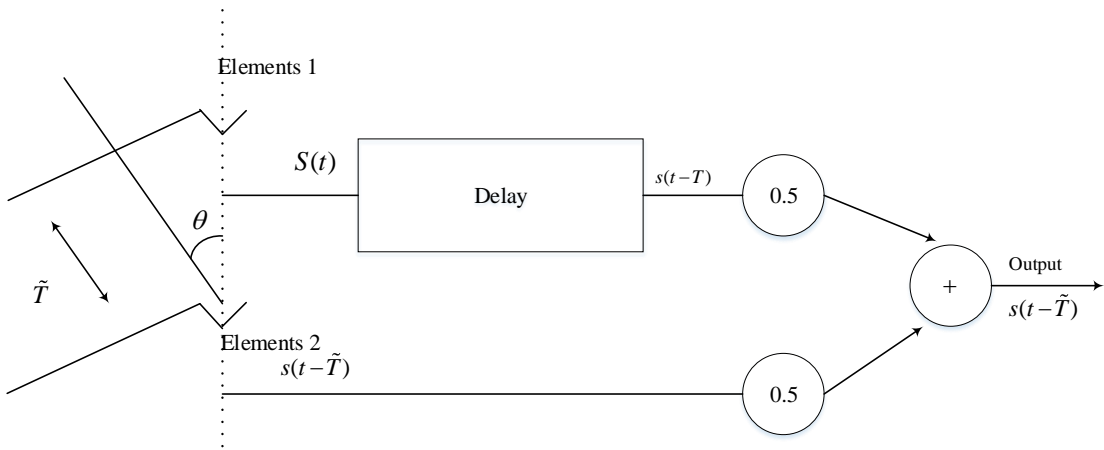 Elements 1
S(t)
Delay
s(t−T)
0.5
θ
T̃
Output
+
s(t−T̃)
Elements 2
s(t−T̃)
0.5